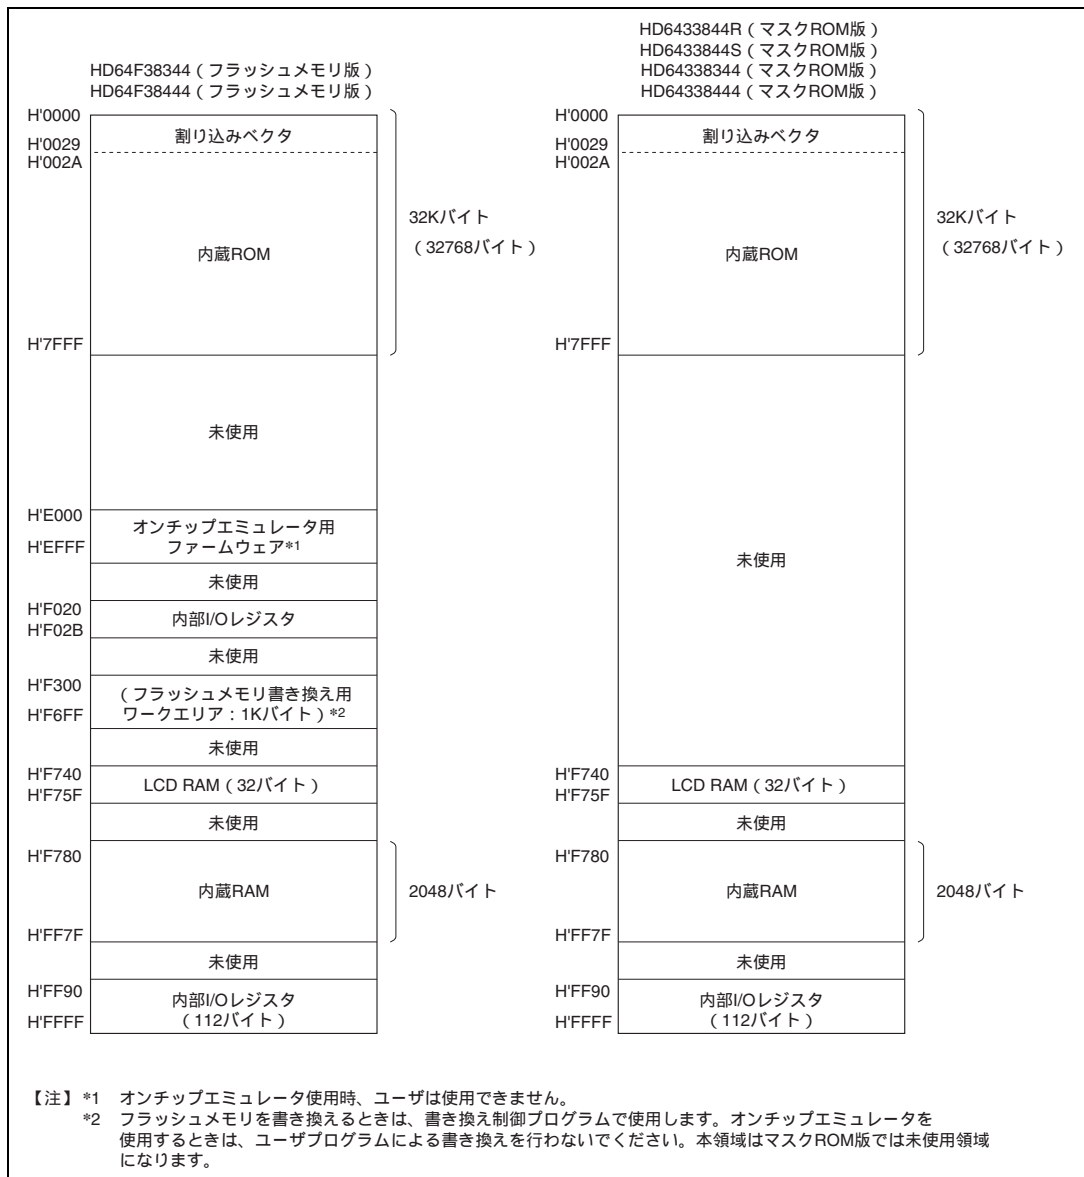 HD64F38344（フラッシュメモリ版）
HD64F38444（フラッシュメモリ版）
H'0000
割り込みベクタ
H'0029
H'002A
内蔵ROM
32Kバイト
（32768バイト）
H'7FFF
未使用
H'E000
オンチップエミュレータ用
H'EFFF
ファームウェア*1
未使用
H'F020
内部I/Oレジスタ
H'F02B
未使用
H'F300
（フラッシュメモリ書き換え用
H'F6FF
ワークエリア：1Kバイト）*2
未使用
H'F740
LCD RAM（32バイト）
H'F75F
未使用
H'F780
内蔵RAM
2048バイト
H'FF7F
未使用
H'FF90
内部I/Oレジスタ
（112バイト）
H'FFFF
HD6433844R（マスクROM版）
HD6433844S（マスクROM版）
HD64338344（マスクROM版）
HD64338444（マスクROM版）
H'0000
割り込みベクタ
H'0029
H'002A
内蔵ROM
32Kバイト
（32768バイト）
H'7FFF
未使用
H'F740
LCD RAM（32バイト）
H'F75F
未使用
H'F780
内蔵RAM
2048バイト
H'FF7F
未使用
H'FF90
内部I/Oレジスタ
（112バイト）
H'FFFF
【注】*1 オンチップエミュレータ使用時、ユーザは使用できません。
*2 フラッシュメモリを書き換えるときは、書き換え制御プログラムで使用します。オンチップエミュレータを
使用するときは、ユーザプログラムによる書き換えを行わないでください。本領域はマスクROM版では未使用領域
になります。